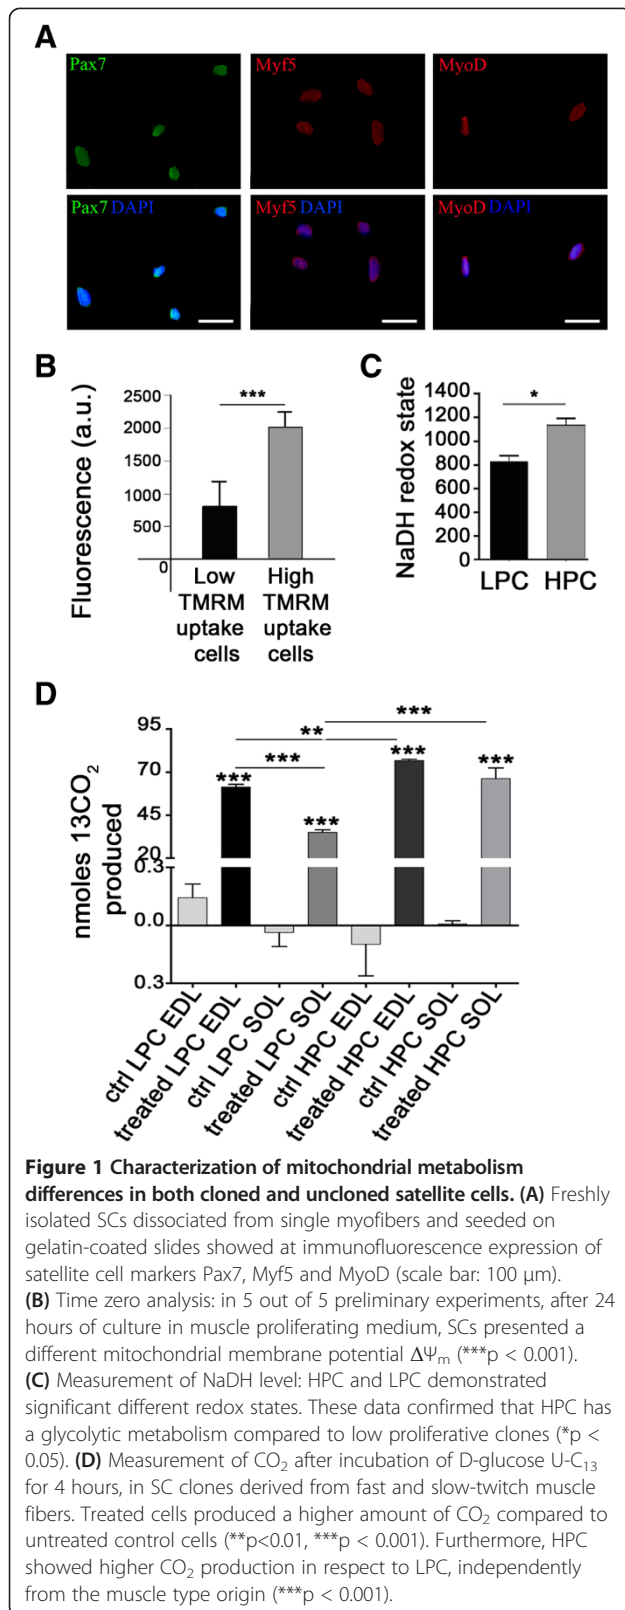 A
Pax7
Myf5
MyoD
Pax7 DAPI
Myf5 DAPI
MyoD DAPI
B
Fluorescence (a.u.)
2500
2000
1500
1000
500
0
***
Low
TMRM
uptake
cells
High
TMRM
uptake
cells
C
NaDH redox state
1400
1200
1000
800
600
400
200
0
*
LPC
HPC
D
nmoles 13CO2
produced
95
70
45
20
0.3
0.0
0.3
***
**
***
***
***
***
***
ctrl LPC EDL
treated LPC EDL
ctrl LPC SOL
treated LPC SOL
ctrl HPC EDL
treated HPC EDL
ctrl HPC SOL
treated HPC SOL
Figure 1 Characterization of mitochondrial metabolism
differences in both cloned and uncloned satellite cells. (A) Freshly
isolated SCs dissociated from single myofibers and seeded on
gelatin-coated slides showed at immunofluorescence expression of
satellite cell markers Pax7, Myf5 and MyoD (scale bar: 100 μm).
(B) Time zero analysis: in 5 out of 5 preliminary experiments, after 24
hours of culture in muscle proliferating medium, SCs presented a
different mitochondrial membrane potential ΔΨm (***p < 0.001).
(C) Measurement of NaDH level: HPC and LPC demonstrated
significant different redox states. These data confirmed that HPC has
a glycolytic metabolism compared to low proliferative clones (*p <
0.05). (D) Measurement of CO2 after incubation of D-glucose U-C13
for 4 hours, in SC clones derived from fast and slow-twitch muscle
fibers. Treated cells produced a higher amount of CO2 compared to
untreated control cells (**p<0.01, ***p < 0.001). Furthermore, HPC
showed higher CO2 production in respect to LPC, independently
from the muscle type origin (***p < 0.001).